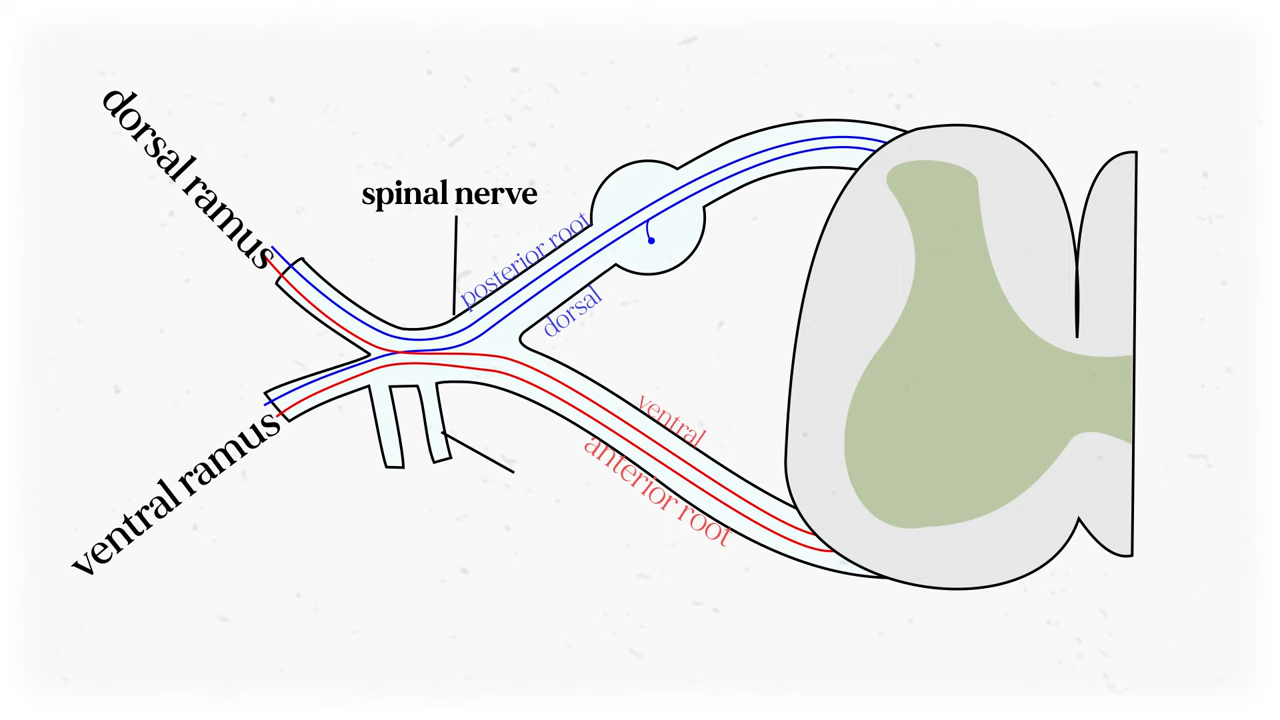 dorsal ramus
spinal nerve
posterior root
dorsal
ventral
anterior root
ventral ramus